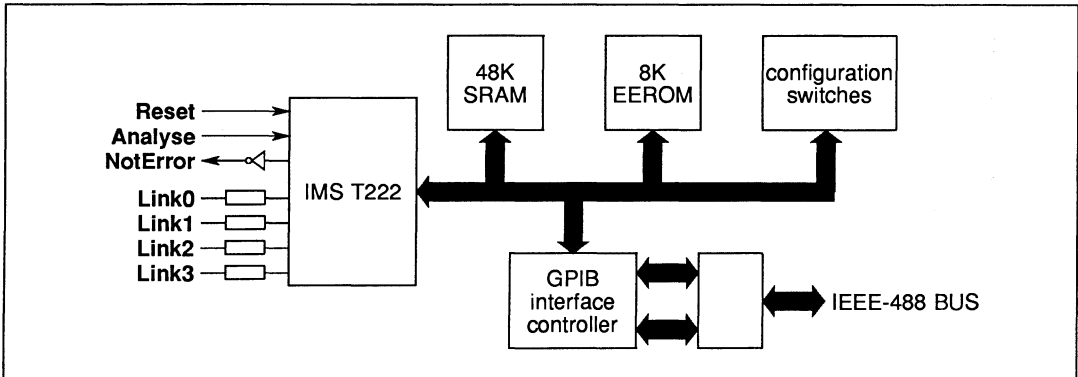 48K
SRAM
8K
EEROM
configuration
switches
Reset
Analyse
NotError
Link0
Link1
Link2
Link3
IMS T222
GPIB
interface
controller
IEEE-488 BUS